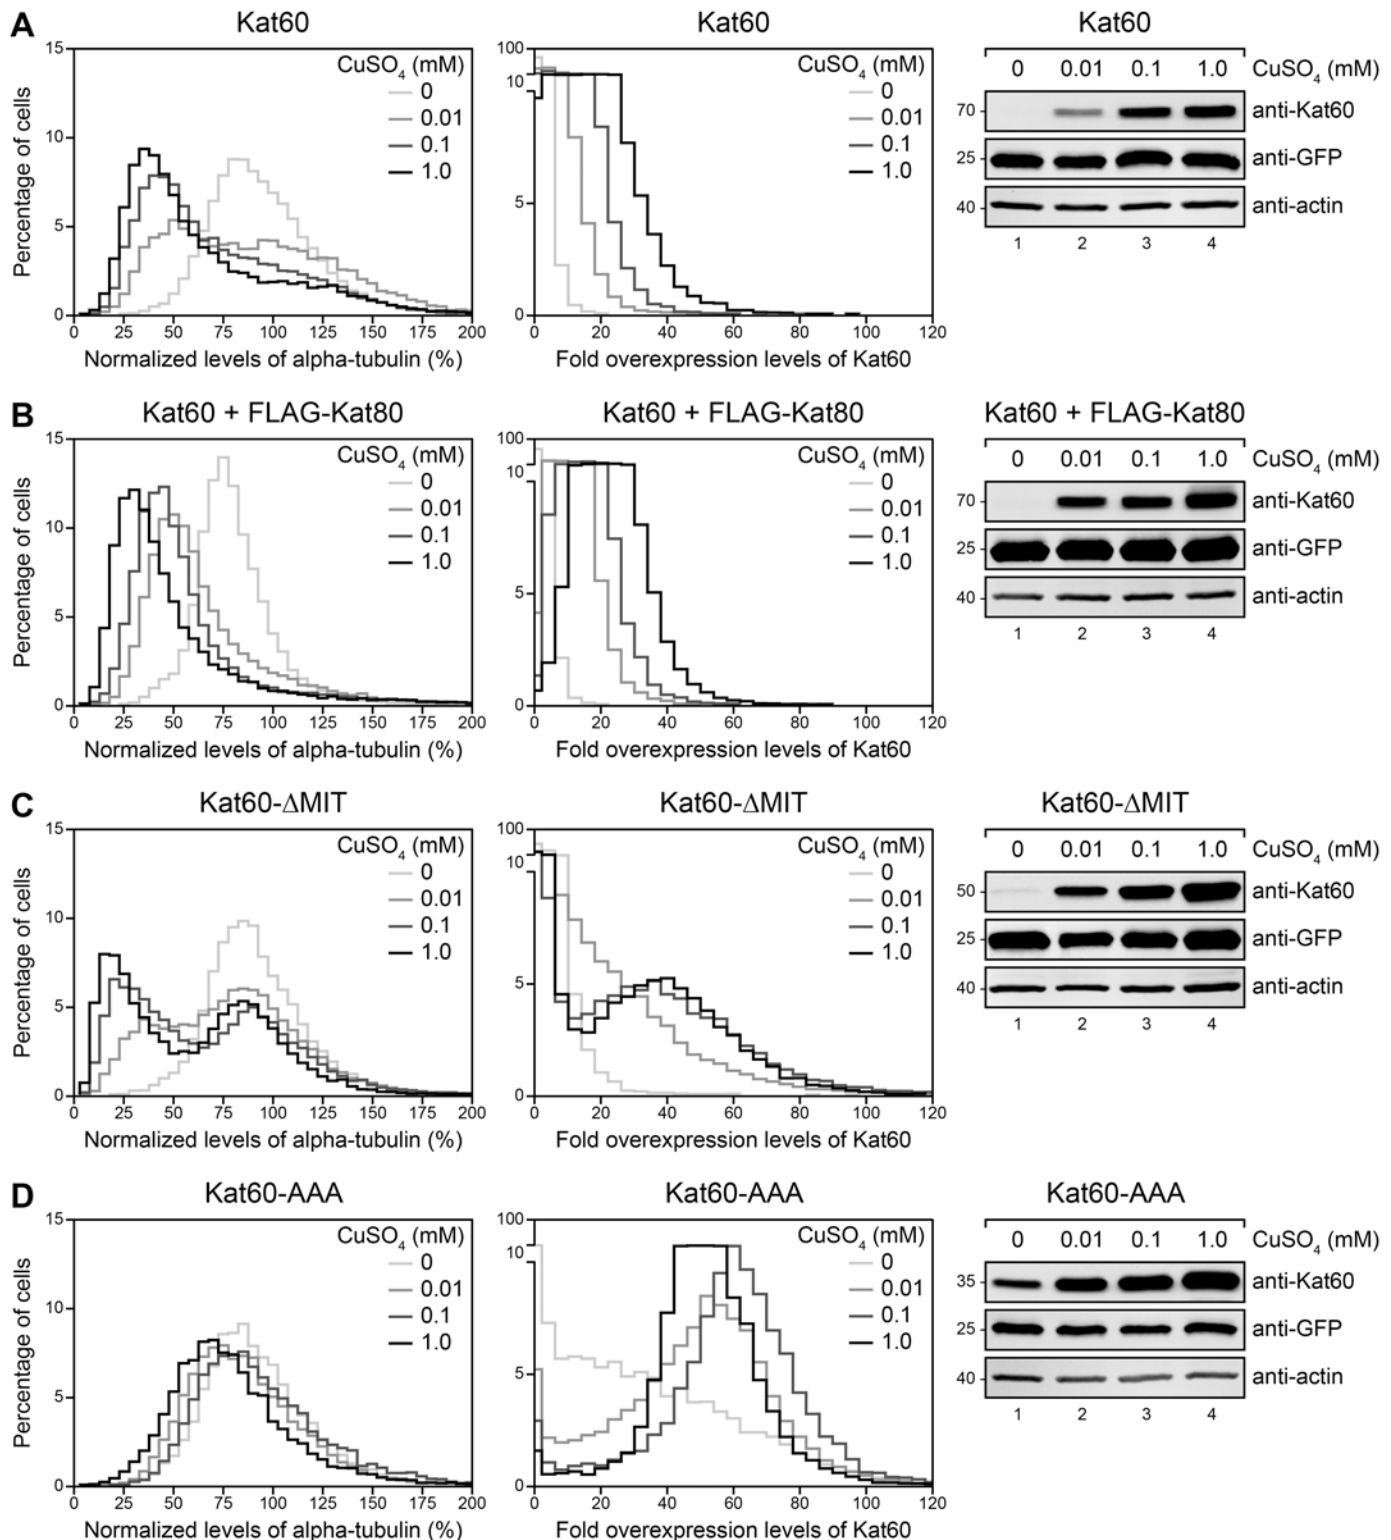 A
Kat60
Kat60
Kat60
15
10
5
0
Percentage of cells
CuSO4 (mM)
0
0.01
0.1
1.0
0 25 50 75 100 125 150 175 200
Normalized levels of alpha-tubulin (%)
100
10
5
0
CuSO4 (mM)
0
0.01
0.1
1.0
0 20 40 60 80 100 120
Fold overexpression levels of Kat60
0 0.01 0.1 1.0 CuSO4 (mM)
70 anti-Kat60
25 anti-GFP
40 anti-actin
1 2 3 4
B
Kat60 + FLAG-Kat80
Kat60 + FLAG-Kat80
Kat60 + FLAG-Kat80
15
10
5
0
Percentage of cells
CuSO4 (mM)
0
0.01
0.1
1.0
0 25 50 75 100 125 150 175 200
Normalized levels of alpha-tubulin (%)
100
10
5
0
CuSO4 (mM)
0
0.01
0.1
1.0
0 20 40 60 80 100 120
Fold overexpression levels of Kat60
0 0.01 0.1 1.0 CuSO4 (mM)
70 anti-Kat60
25 anti-GFP
40 anti-actin
1 2 3 4
C
Kat60-ΔMIT
Kat60-ΔMIT
Kat60-ΔMIT
15
10
5
0
Percentage of cells
CuSO4 (mM)
0
0.01
0.1
1.0
0 25 50 75 100 125 150 175 200
Normalized levels of alpha-tubulin (%)
100
10
5
0
CuSO4 (mM)
0
0.01
0.1
1.0
0 20 40 60 80 100 120
Fold overexpression levels of Kat60
0 0.01 0.1 1.0 CuSO4 (mM)
50 anti-Kat60
25 anti-GFP
40 anti-actin
1 2 3 4
D
Kat60-AAA
Kat60-AAA
Kat60-AAA
15
10
5
0
Percentage of cells
CuSO4 (mM)
0
0.01
0.1
1.0
0 25 50 75 100 125 150 175 200
Normalized levels of alpha-tubulin (%)
100
10
5
0
CuSO4 (mM)
0
0.01
0.1
1.0
0 20 40 60 80 100 120
Fold overexpression levels of Kat60
0 0.01 0.1 1.0 CuSO4 (mM)
35 anti-Kat60
25 anti-GFP
40 anti-actin
1 2 3 4